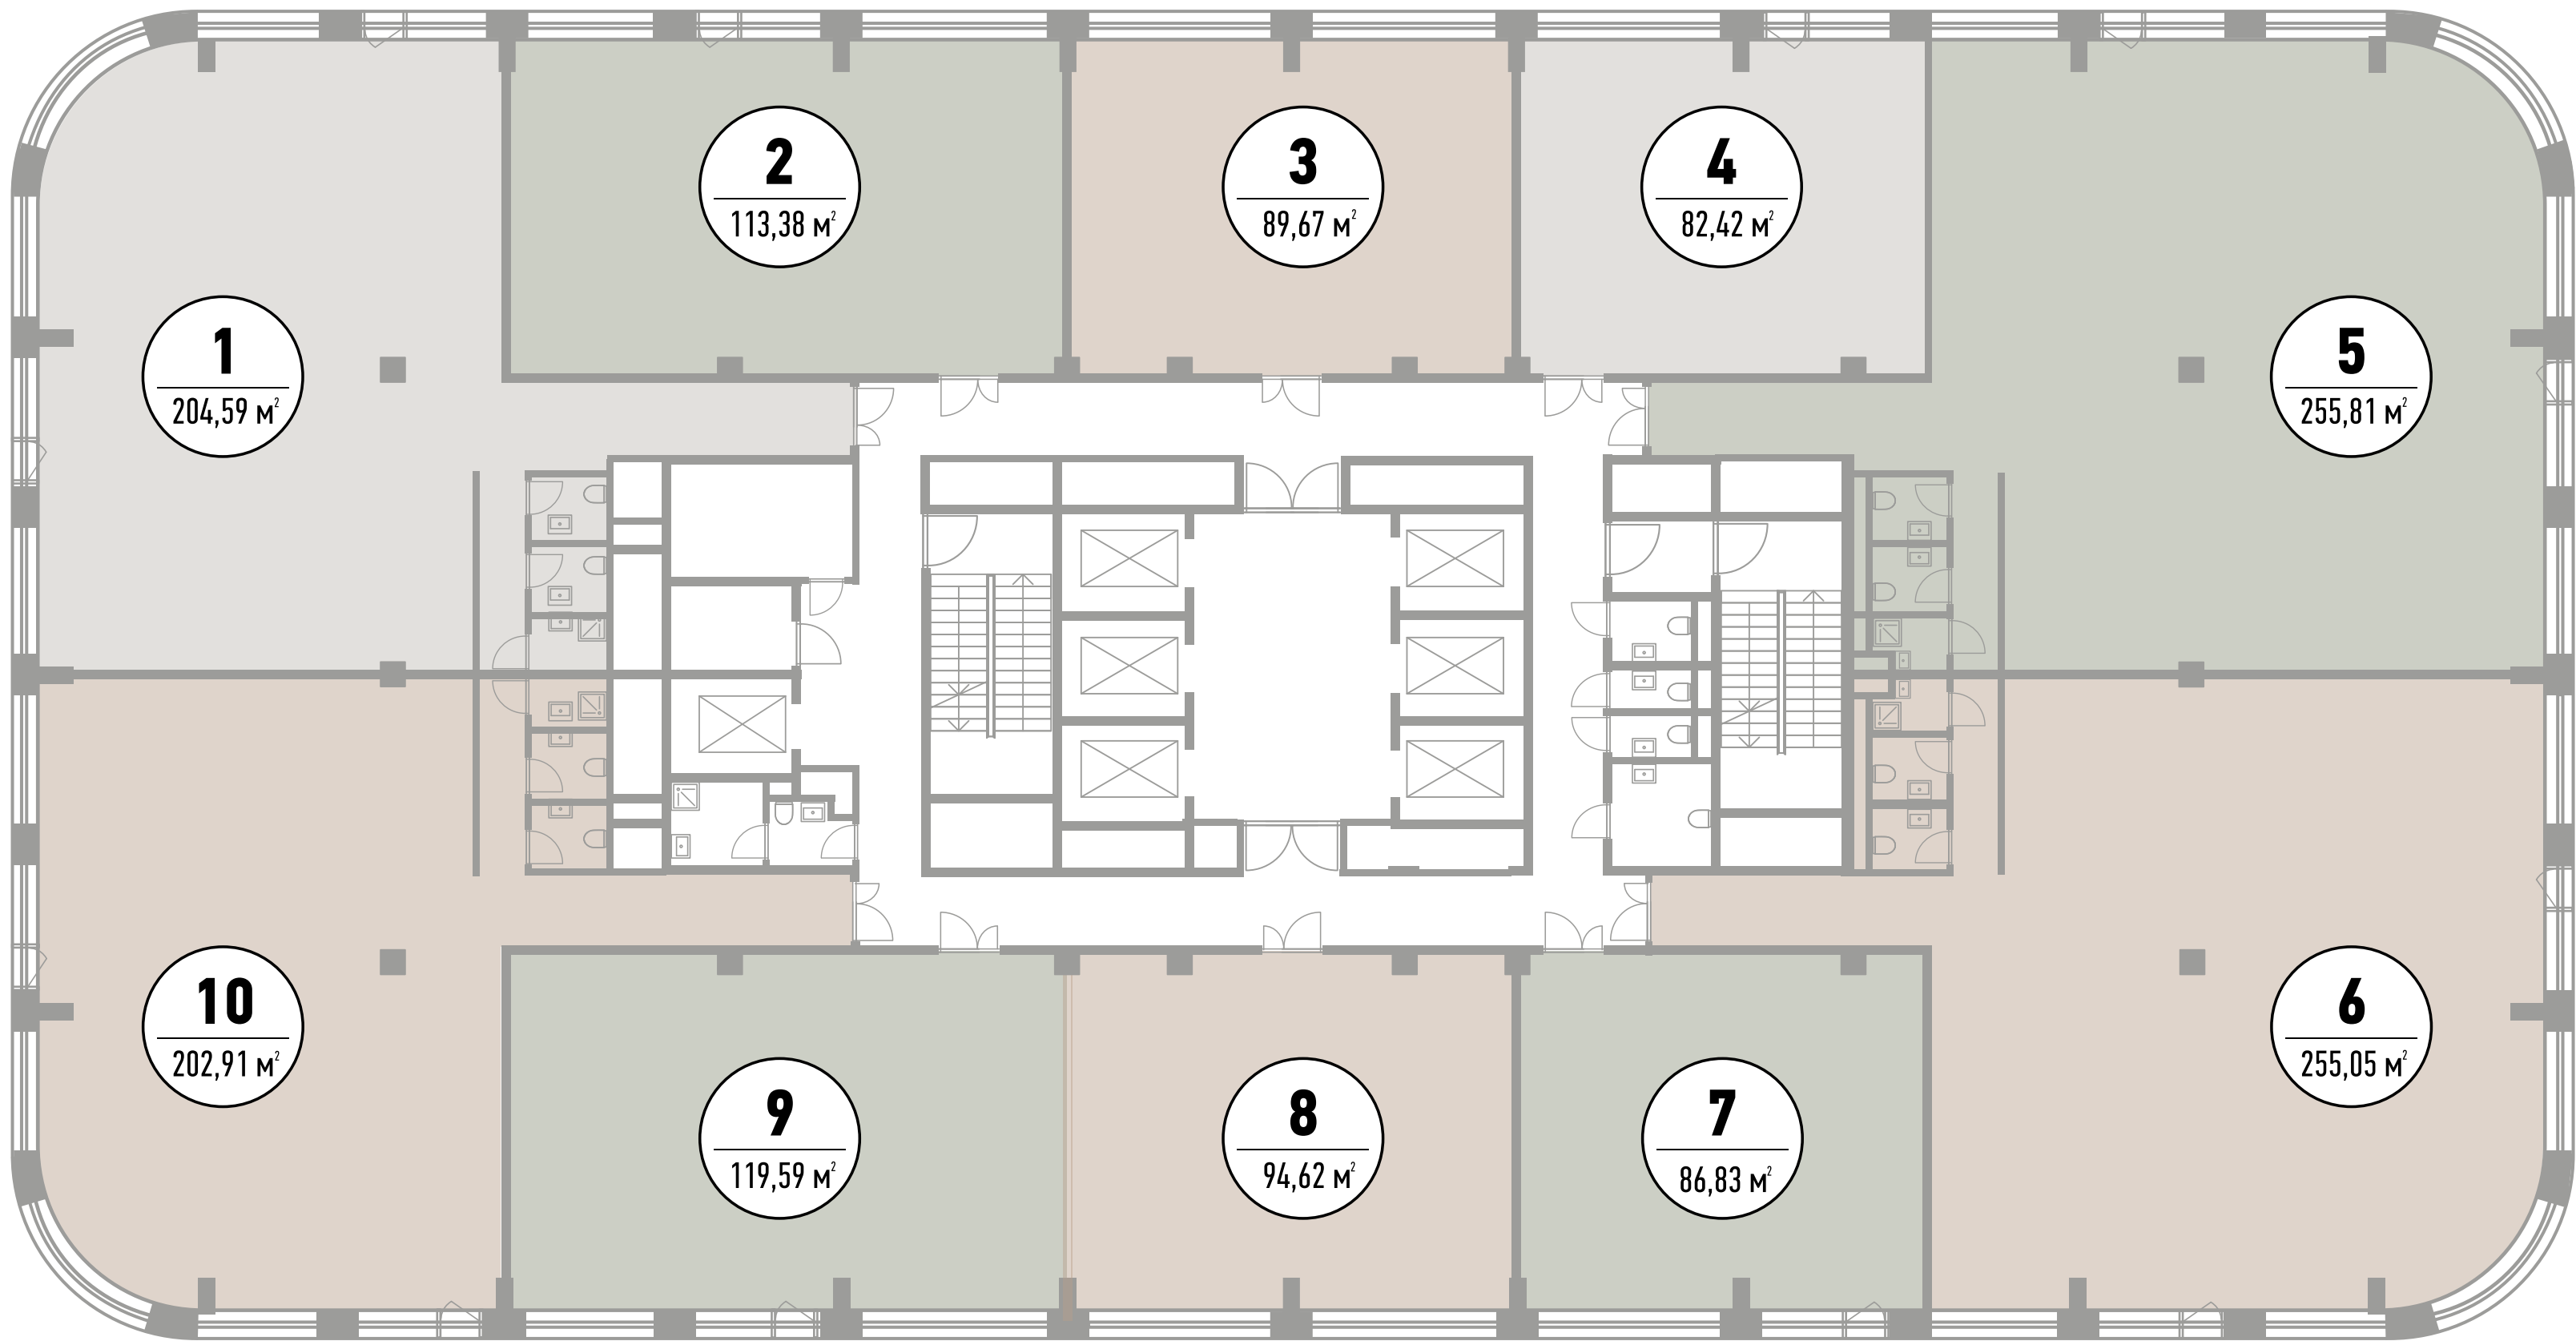 1
204,59 м²
2
113,38 м²
3
89,67 м²
4
82,42 м²
5
255,81 м²
10
202,91 м²
9
119,59 м²
8
94,62 м²
7
86,83 м²
6
255,05 м²